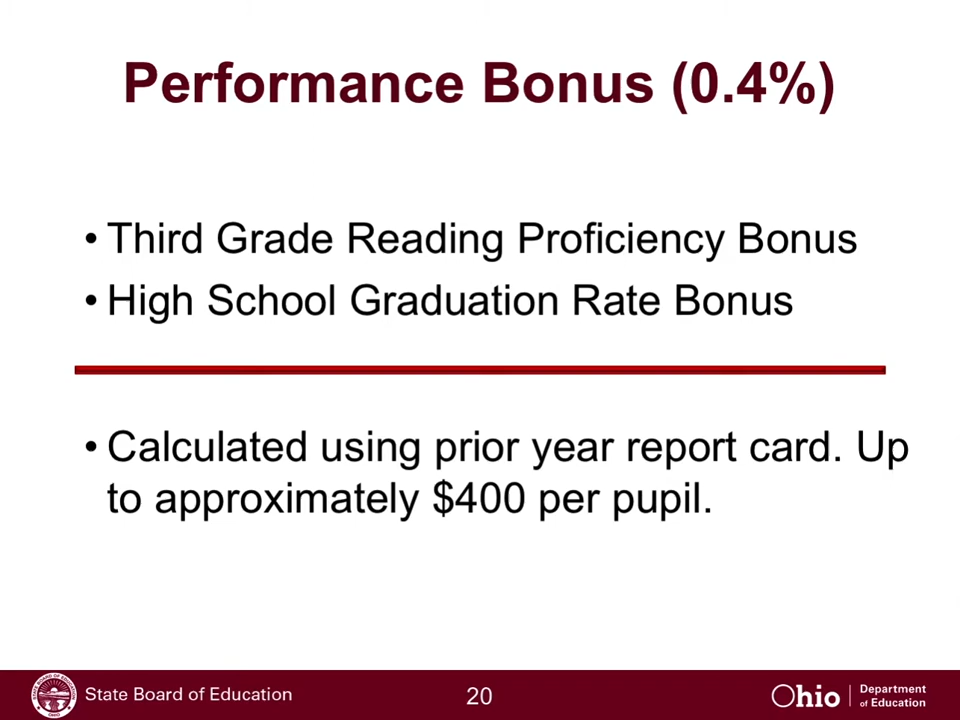 Performance Bonus (0.4%)
• Third Grade Reading Proficiency Bonus
• High School Graduation Rate Bonus
• Calculated using prior year report card. Up
to approximately $400 per pupil.
State Board of Education
20
Ohio
Department
of Education